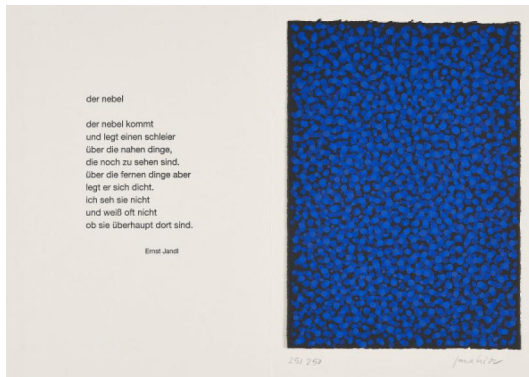 der nebel
der nebel kommt
und legt einen schleier
über die nahen dinge,
die noch zu sehen sind.
über die fernen dinge aber
legt er sich dicht.
ich seh sie nicht
und weiß oft nicht
ob sie überhaupt dort sind.
Ernst Jandl